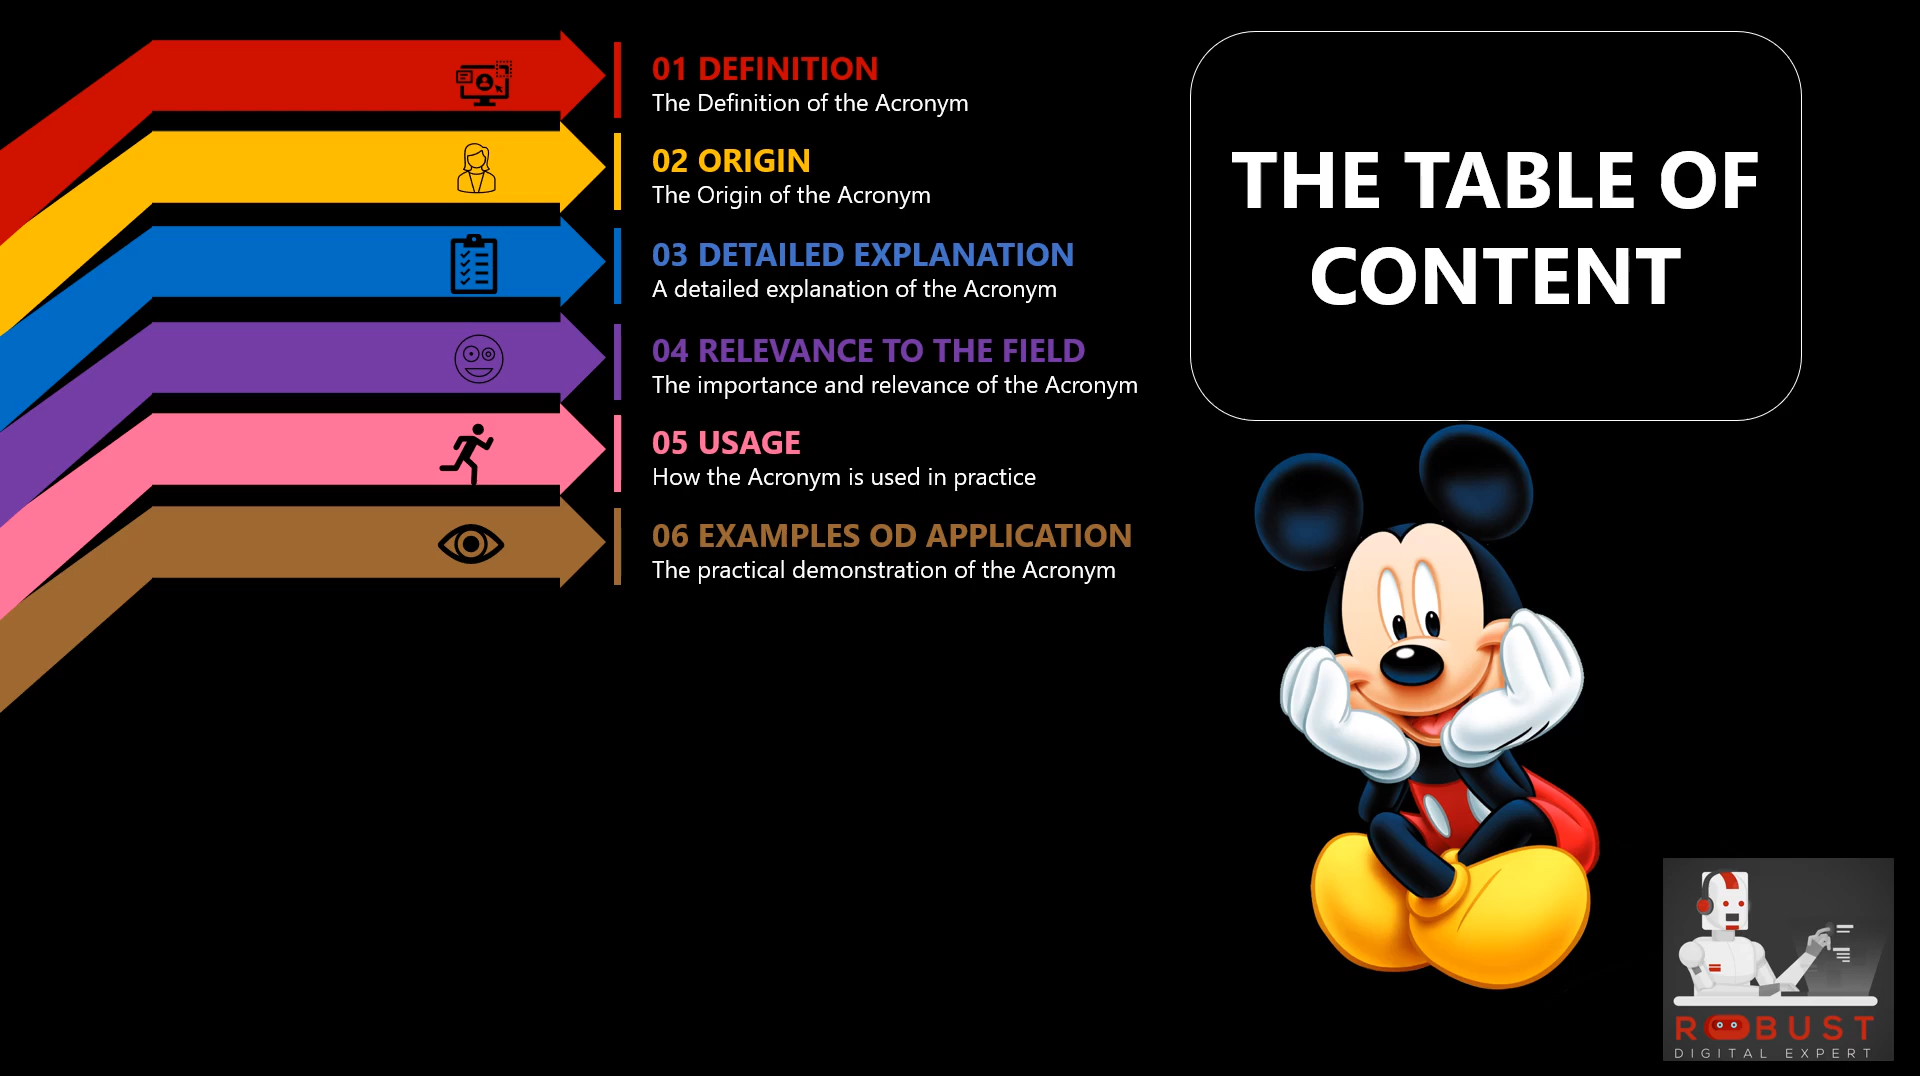 01 DEFINITION
The Definition of the Acronym
02 ORIGIN
The Origin of the Acronym
03 DETAILED EXPLANATION
A detailed explanation of the Acronym
04 RELEVANCE TO THE FIELD
The importance and relevance of the Acronym
05 USAGE
How the Acronym is used in practice
06 EXAMPLES OD APPLICATION
The practical demonstration of the Acronym
THE TABLE OF
CONTENT
ROBUST
DIGITAL EXPERT